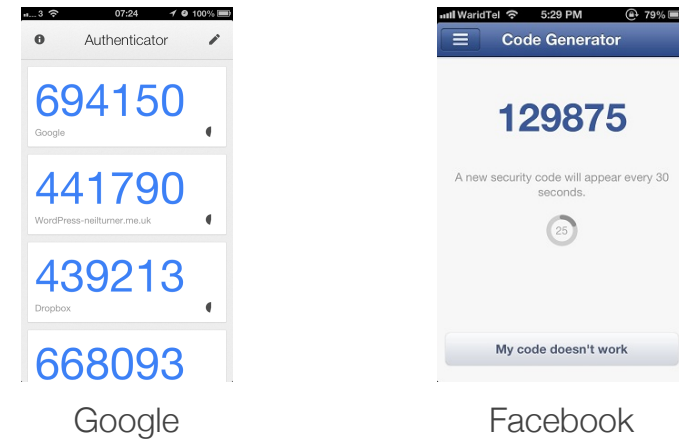 ...3 07:24 100%
Authenticator
694150
Google
441790
WordPress-neilturner.me.uk
439213
Dropbox
668093
Google
WaridTel 5:29 PM 79%
Code Generator
129875
A new security code will appear every 30
seconds.
25
My code doesn't work
Facebook